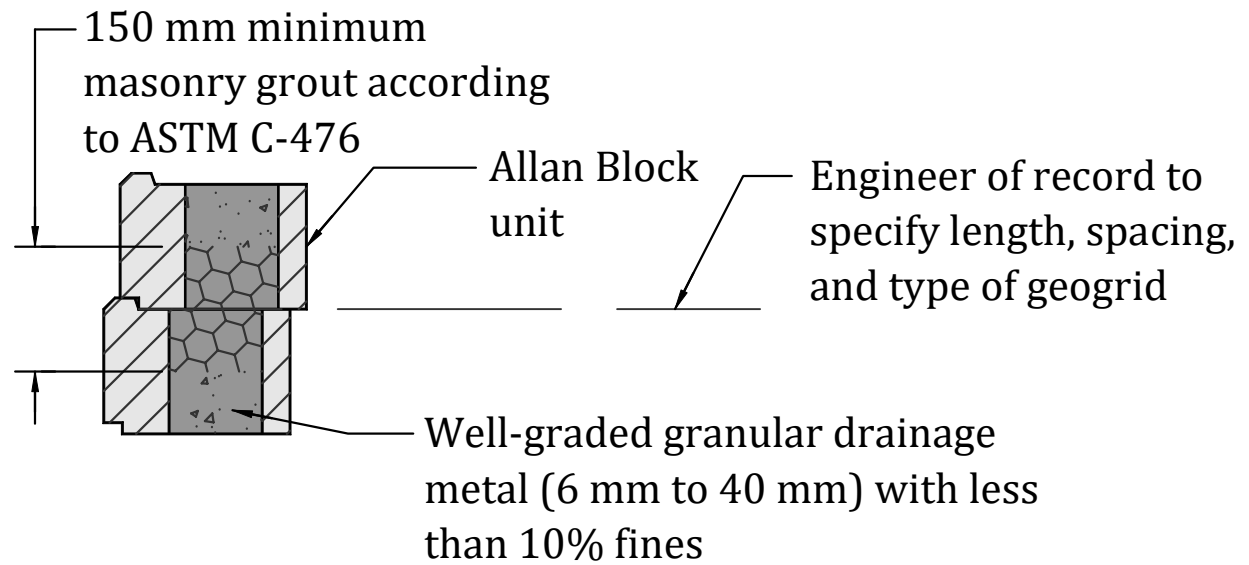 150 mm minimum
masonry grout according
to ASTM C-476
Allan Block
unit
Engineer of record to
specify length, spacing,
and type of geogrid
Well-graded granular drainage
metal (6 mm to 40 mm) with less
than 10% fines